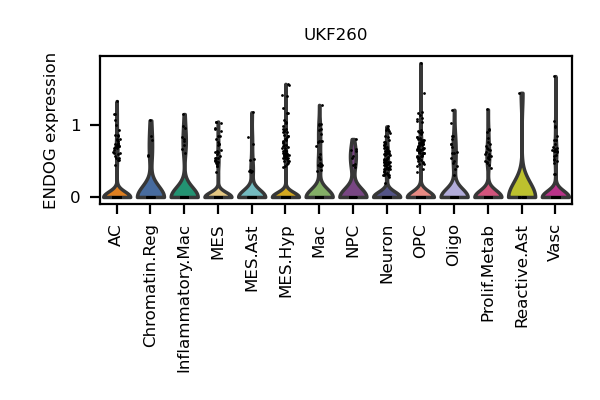 UKF260
ENDOG expression
1
0
AC
Chromatin.Reg
Inflammatory.Mac
MES
MES.Ast
MES.Hyp
Mac
NPC
Neuron
OPC
Oligo
Prolif.Metab
Reactive.Ast
Vasc